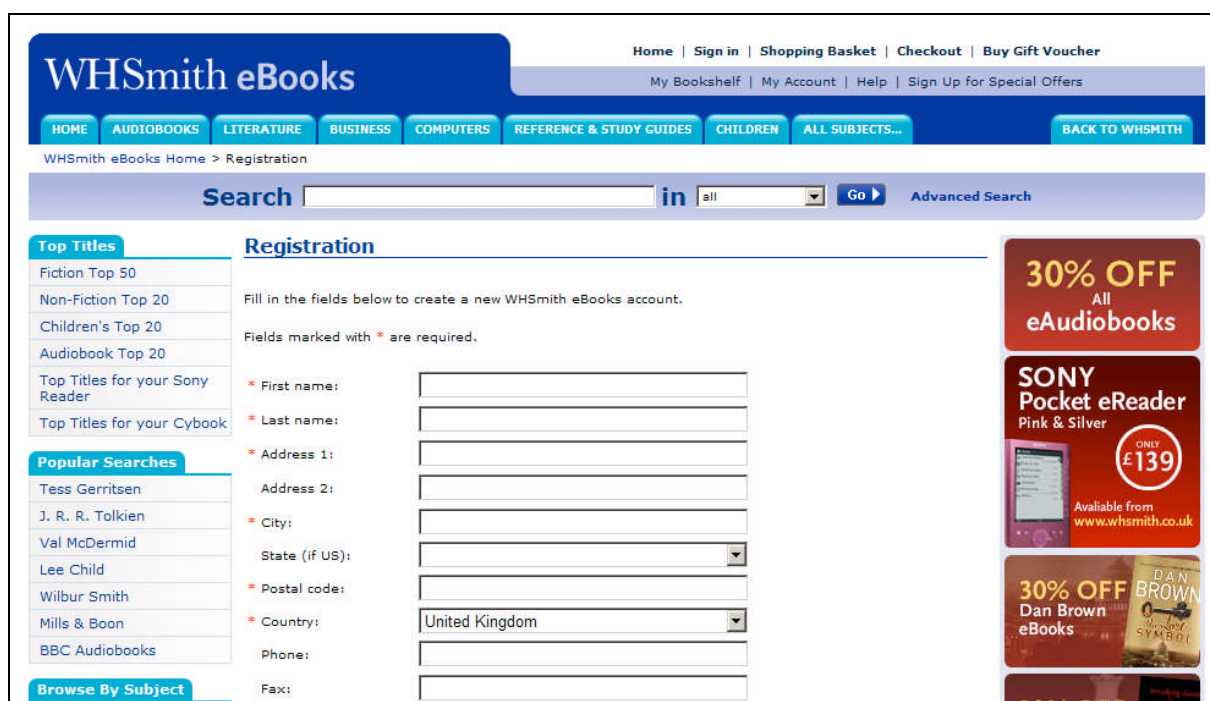 WHSmith eBooks
Home | Sign in | Shopping Basket | Checkout | Buy Gift Voucher
My Bookshelf | My Account | Help | Sign Up for Special Offers
HOME AUDIOBOOKS LITERATURE BUSINESS COMPUTERS REFERENCE & STUDY GUIDES CHILDREN ALL SUBJECTS... BACK TO WHSMITH
WHSmith eBooks Home > Registration
Search in all Go Advanced Search
Top Titles
Fiction Top 50
Non-Fiction Top 20
Children's Top 20
Audiobook Top 20
Top Titles for your Sony
Reader
Top Titles for your Cybook
Popular Searches
Tess Gerritsen
J. R. R. Tolkien
Val McDermid
Lee Child
Wilbur Smith
Mills & Boon
BBC Audiobooks
Browse By Subject
Registration
Fill in the fields below to create a new WHSmith eBooks account.
Fields marked with * are required.
* First name:
* Last name:
* Address 1:
Address 2:
* City:
State (if US):
* Postal code:
* Country: United Kingdom
Phone:
Fax:
30% OFF
All
eAudiobooks
SONY
Pocket eReader
Pink & Silver
ONLY
£139
Avaliable from
www.whsmith.co.uk
30% OFF
Dan Brown
eBooks
DAN
BROWN
the Lost
SYMBOL